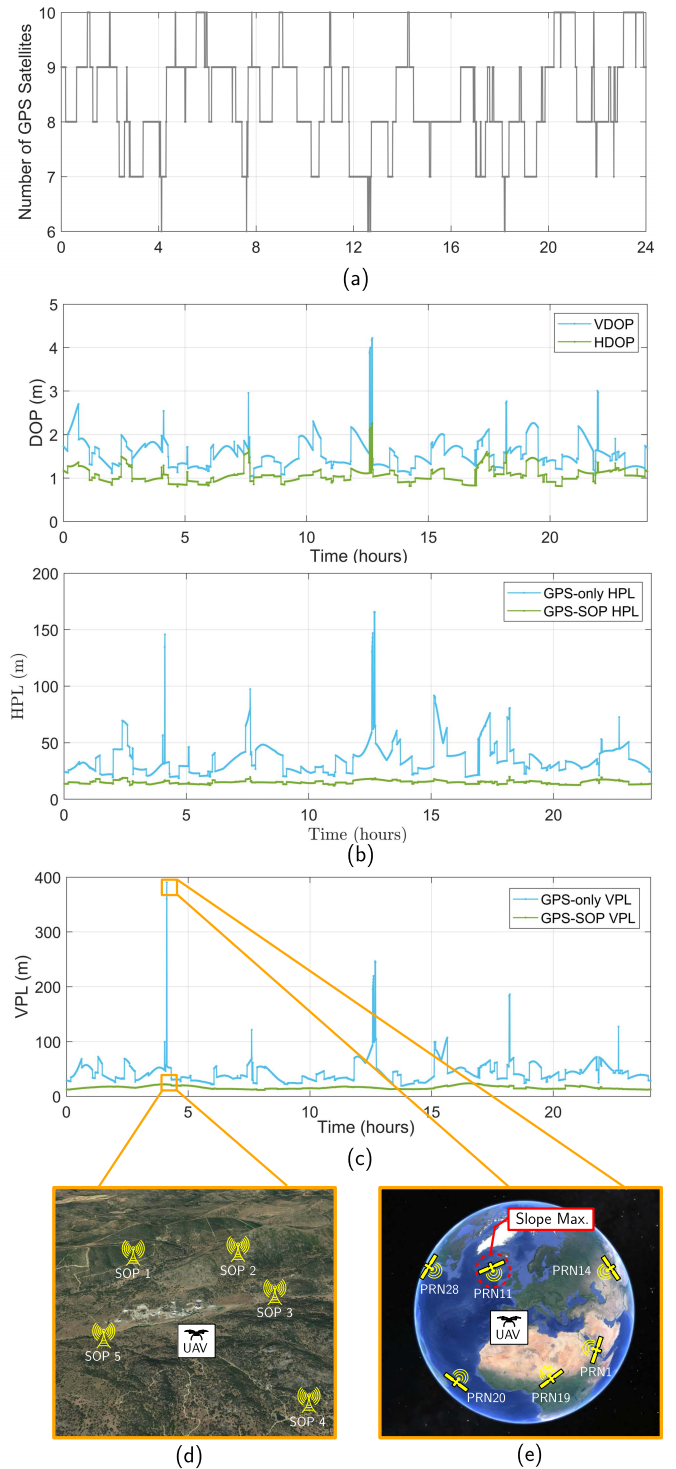 10
9
8
7
6
Number of GPS Satellites
0 4 8 12 16 20 24
(a)
5
4
3
2
1
0
DOP (m)
VDOP
HDOP
0 5 10 15 20
Time (hours)
200
150
100
50
0
HPL (m)
GPS-only HPL
GPS-SOP HPL
0 5 10 15 20
Time (hours)
(b)
400
300
200
100
0
VPL (m)
GPS-only VPL
GPS-SOP VPL
0 5 10 15 20
Time (hours)
(c)
SOP 1
SOP 2
SOP 3
SOP 5
UAV
SOP 4
(d)
Slope Max.
PRN28
PRN11
PRN14
UAV
PRN1
PRN20
PRN19
(e)